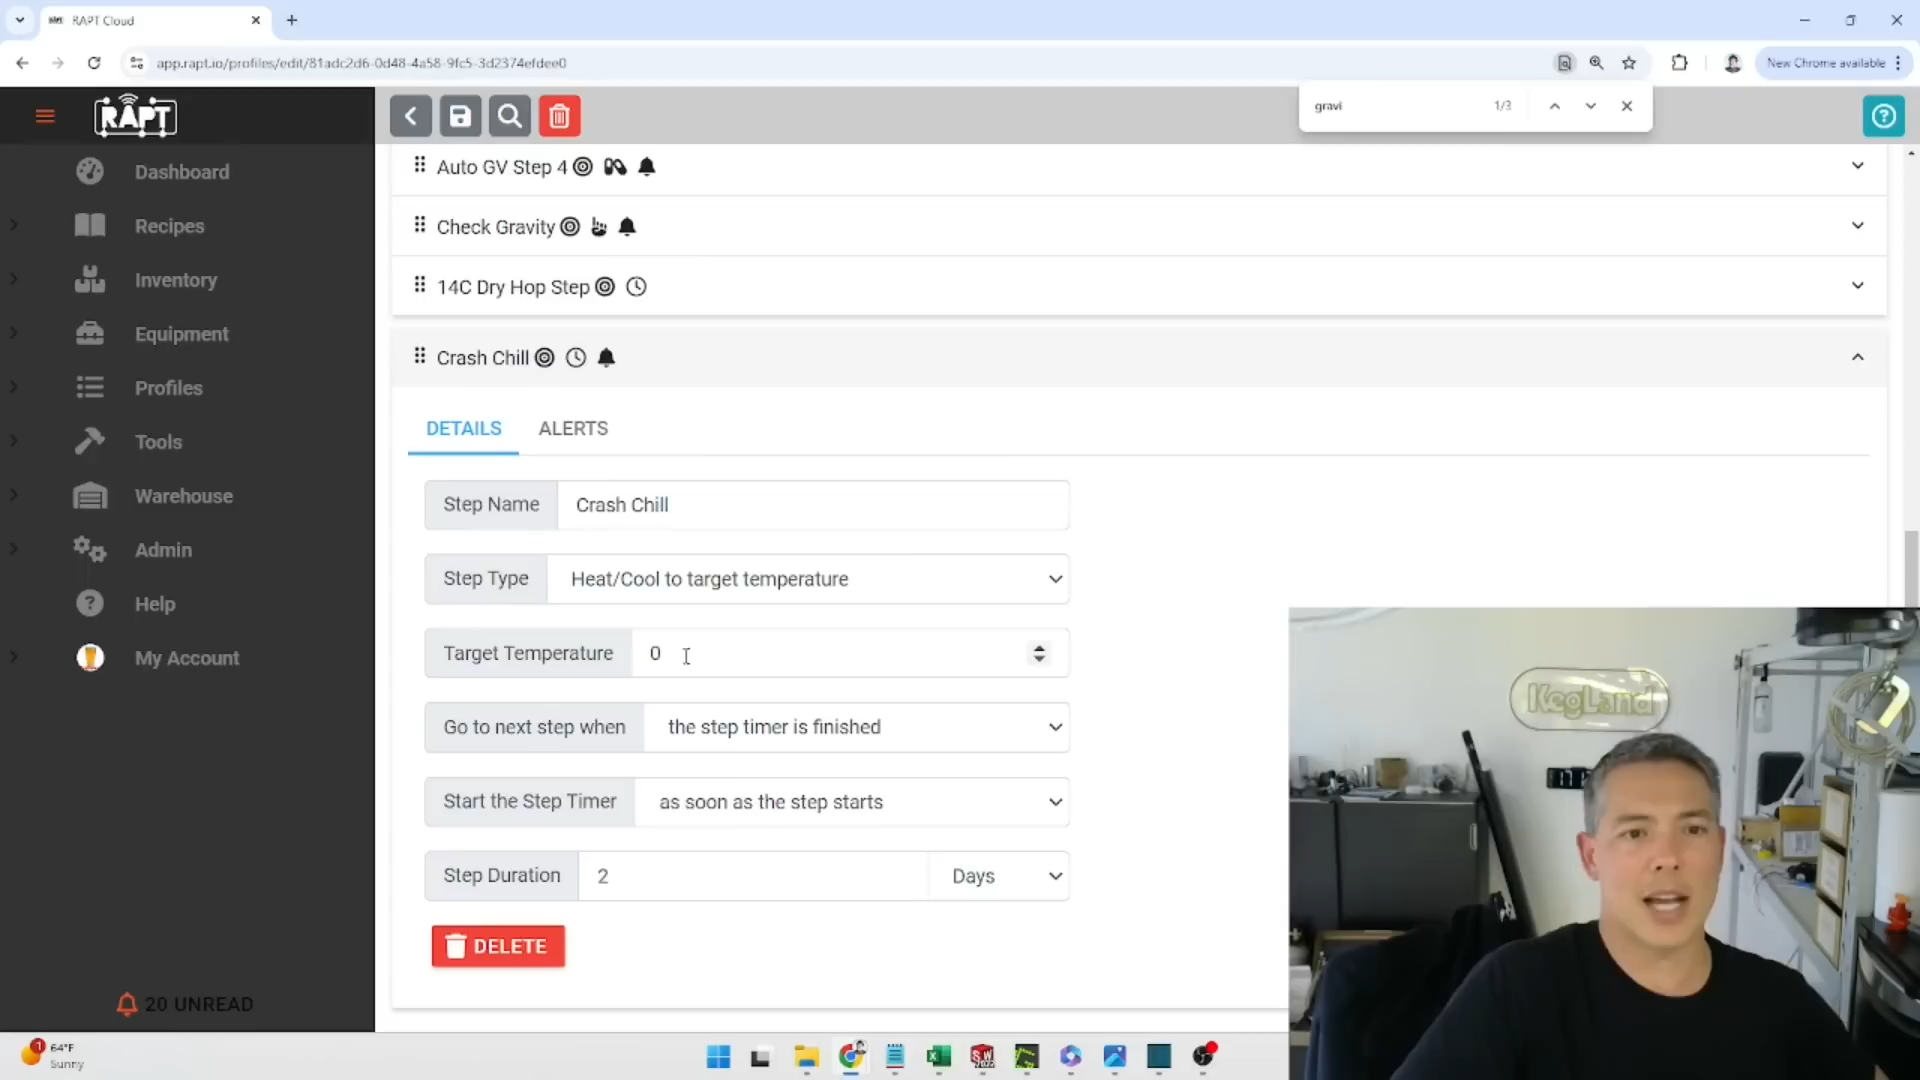 RAPT Cloud
app.rapt.io/profiles/edit/81adc2d6-0d48-4a58-9fc5-3d2374efdee0
New Chrome available
gravi
1/3
RAPT
Dashboard
Recipes
Inventory
Equipment
Profiles
Tools
Warehouse
Admin
Help
My Account
20 UNREAD
Auto GV Step 4
Check Gravity
14C Dry Hop Step
Crash Chill
DETAILS
ALERTS
Step Name
Crash Chill
Step Type
Heat/Cool to target temperature
Target Temperature
0
Go to next step when
the step timer is finished
Start the Step Timer
as soon as the step starts
Step Duration
2
Days
DELETE
KegLand
1
64°F
Sunny